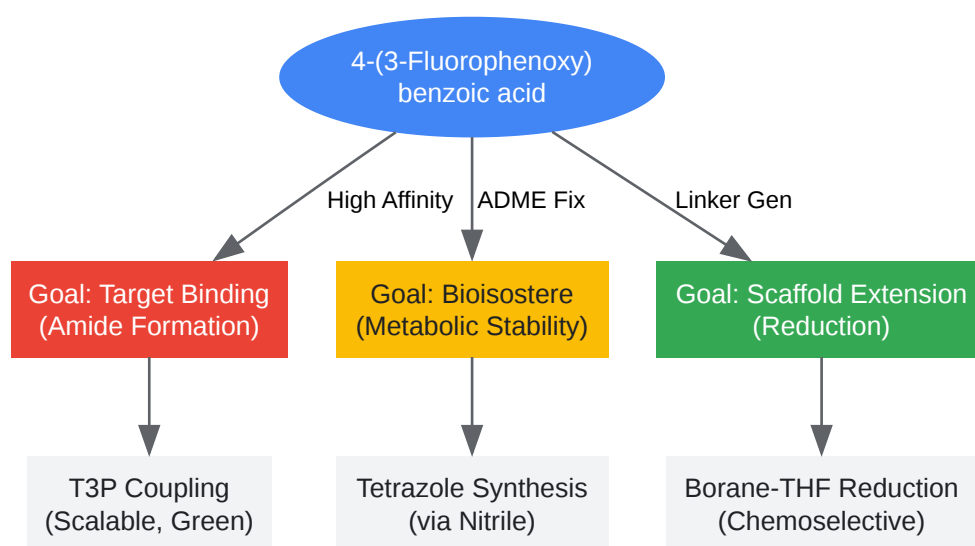 4-(3-Fluorophenoxy)
benzoic acid
High Affinity
ADME Fix
Linker Gen
Goal: Target Binding
(Amide Formation)
Goal: Bioisostere
(Metabolic Stability)
Goal: Scaffold Extension
(Reduction)
T3P Coupling
(Scalable, Green)
Tetrazole Synthesis
(via Nitrile)
Borane-THF Reduction
(Chemoselective)